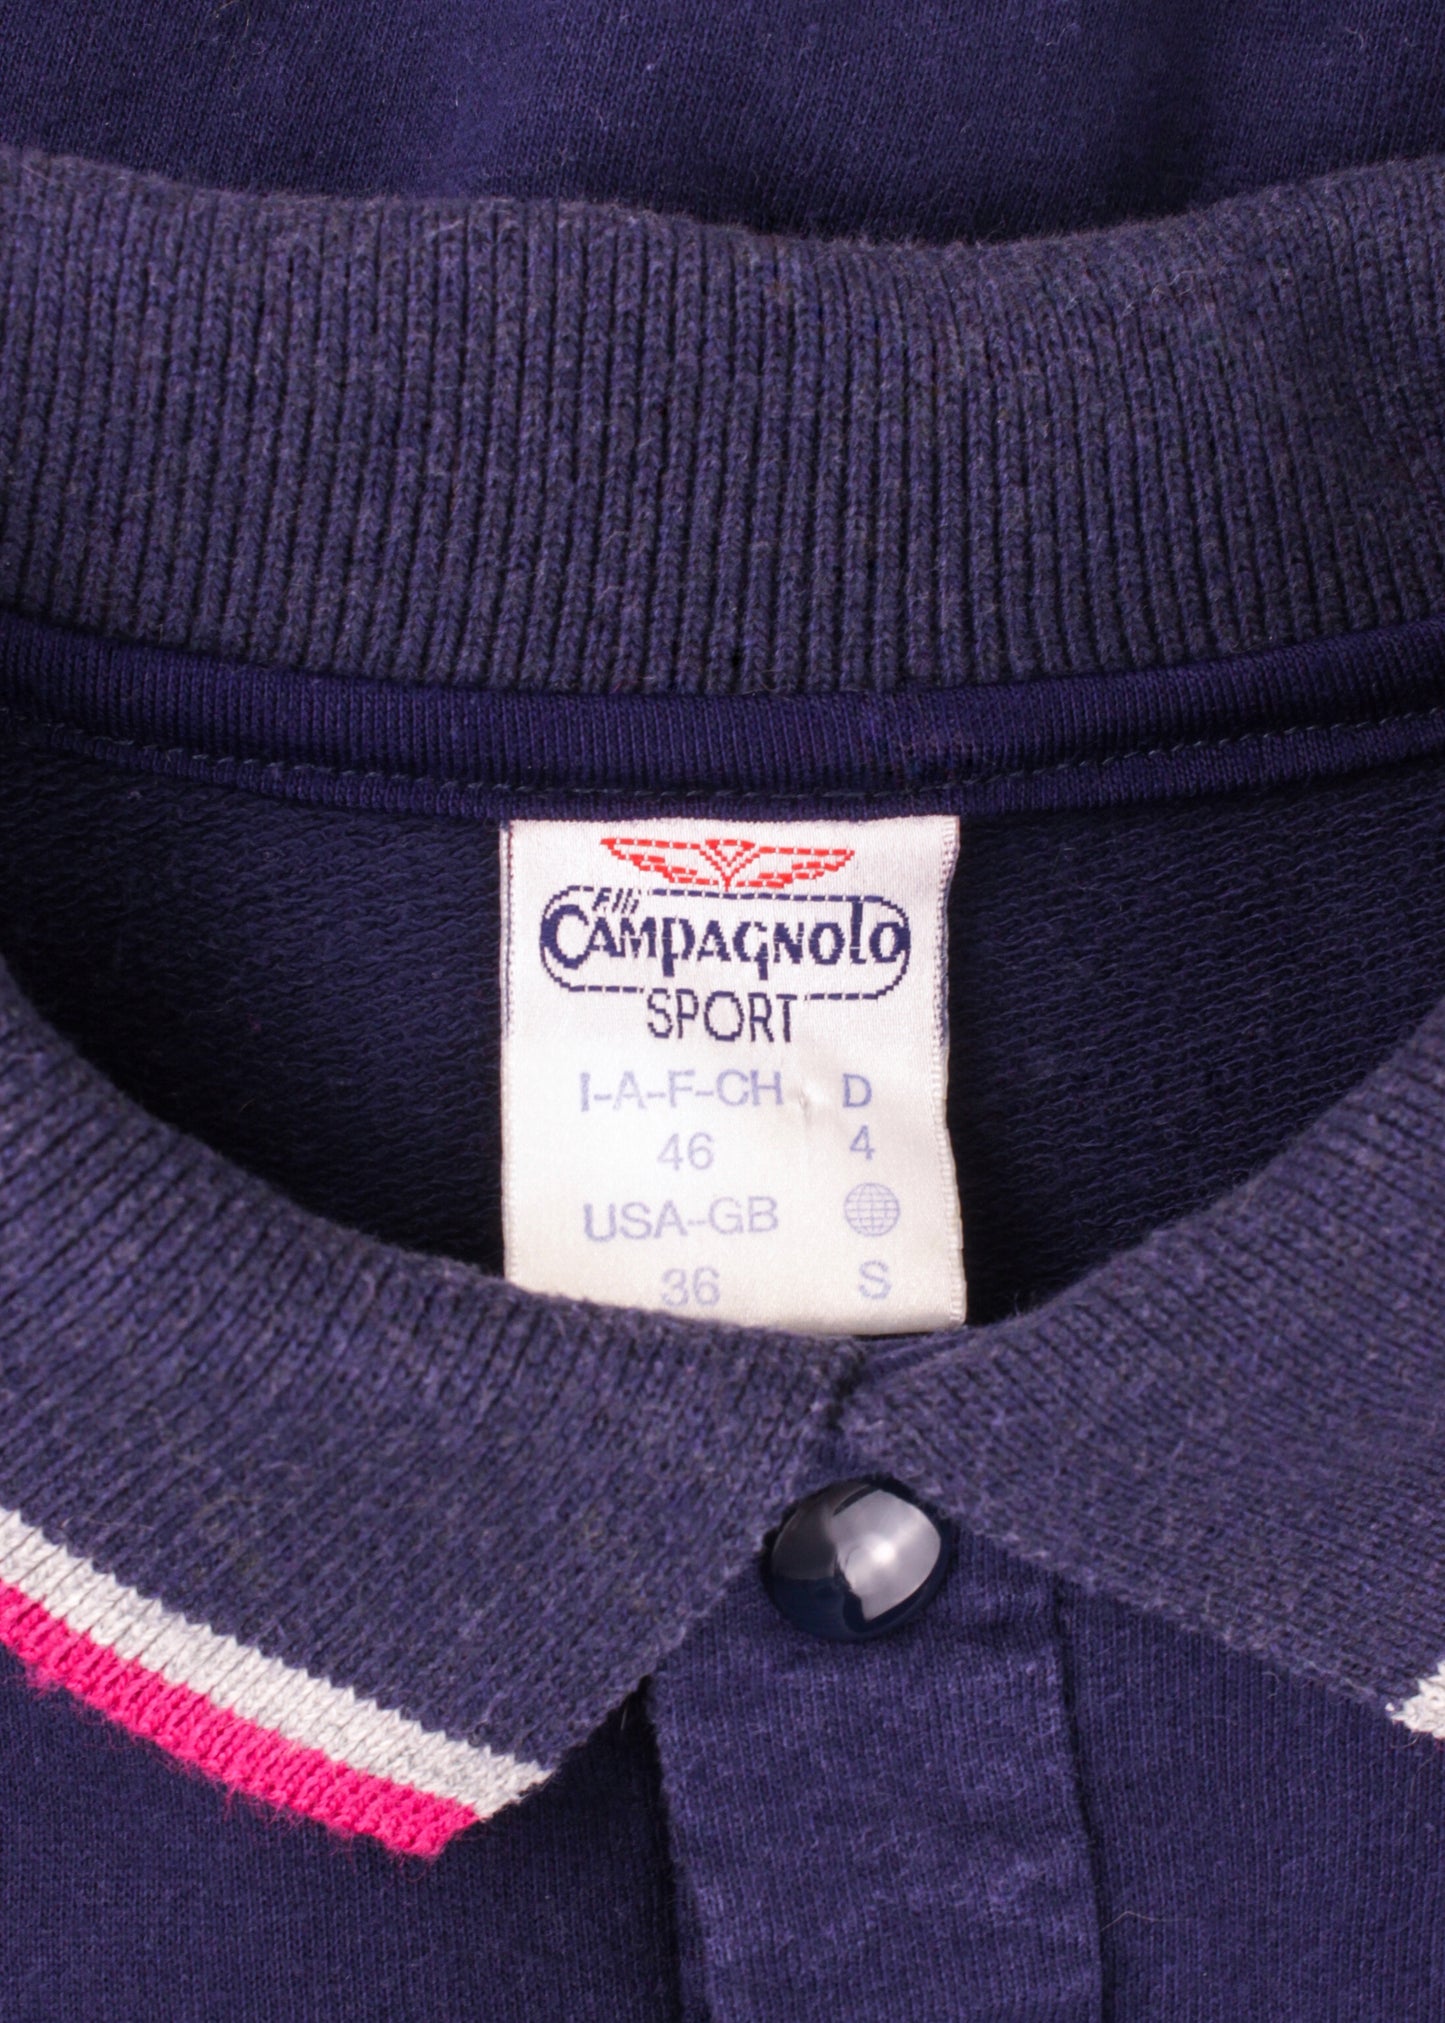 F.lli
CAMPAGNOLO
SPORT
I-A-F-CH D
46 4
USA-GB
36 S